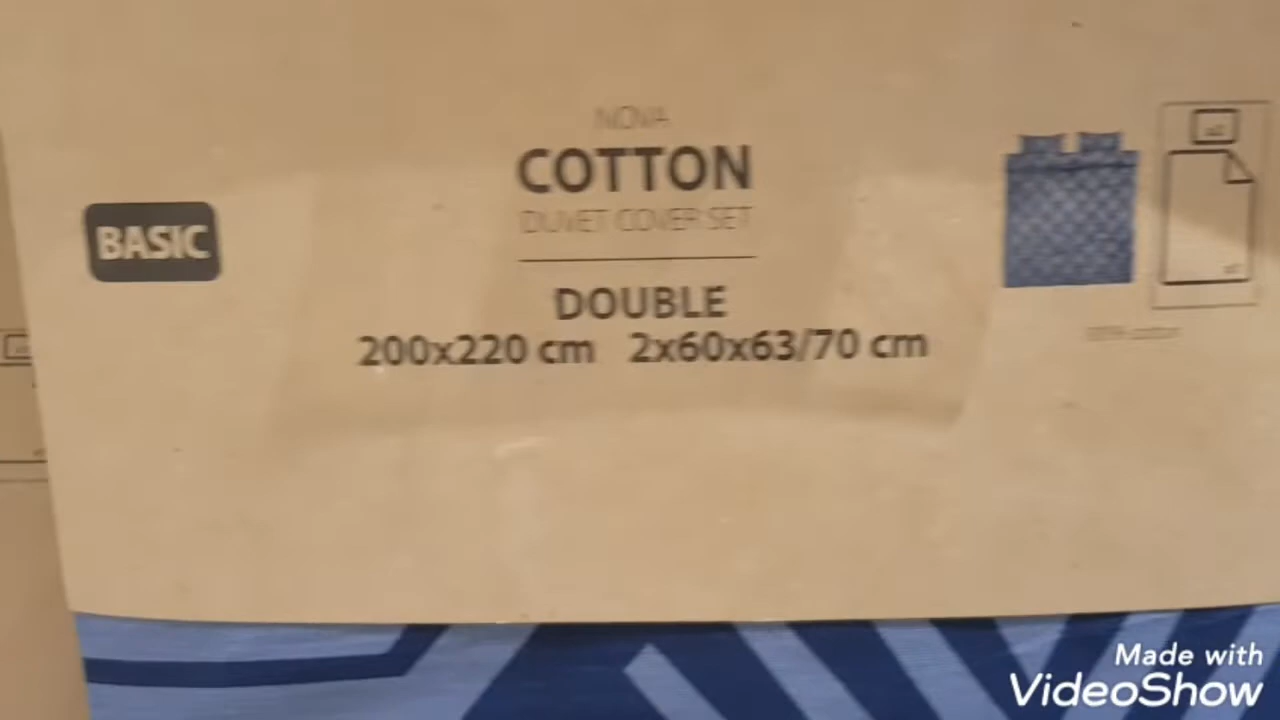 NOVA
COTTON
DUVET COVER SET
BASIC
DOUBLE
200x220 cm 2x60x63/70 cm
Made with
VideoShow